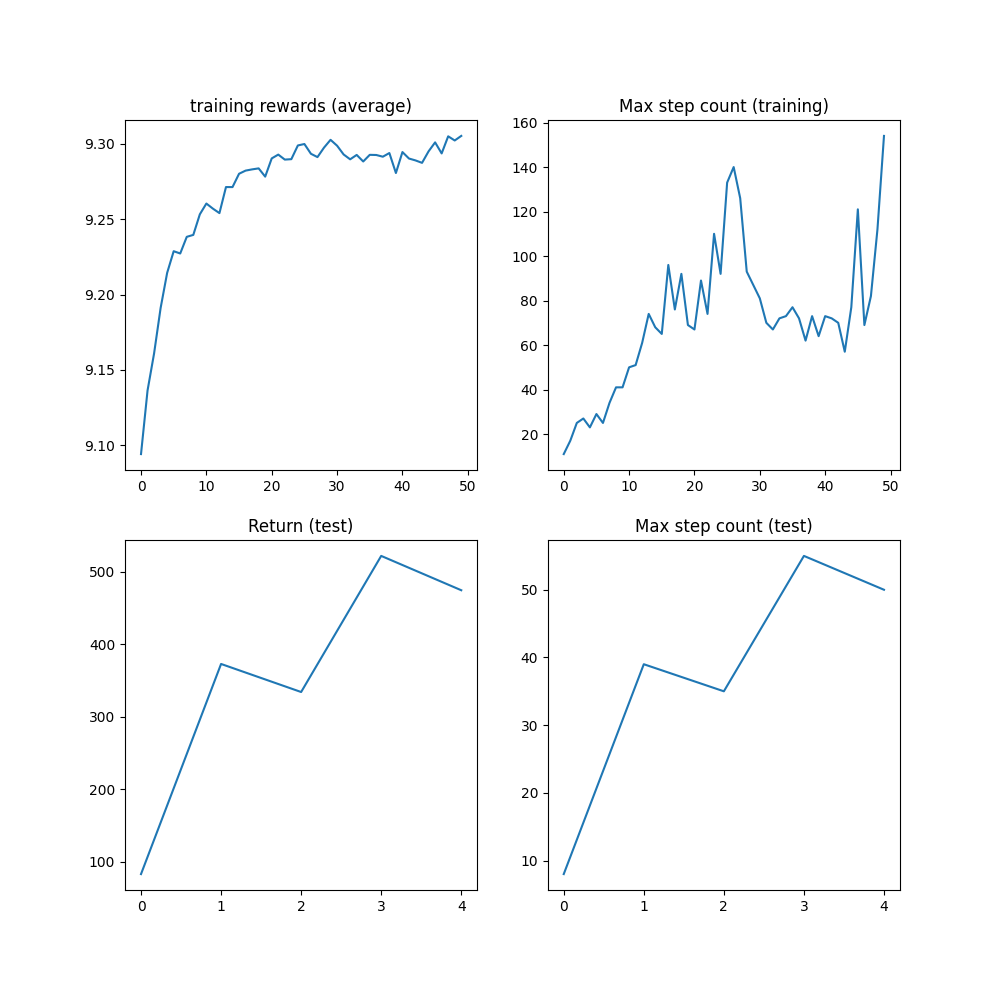 training rewards (average)
9.30
9.25
9.20
9.15
9.10
0 10 20 30 40 50
Max step count (training)
160
140
120
100
80
60
40
20
0 10 20 30 40 50
Return (test)
500
400
300
200
100
0 1 2 3 4
Max step count (test)
50
40
30
20
10
0 1 2 3 4